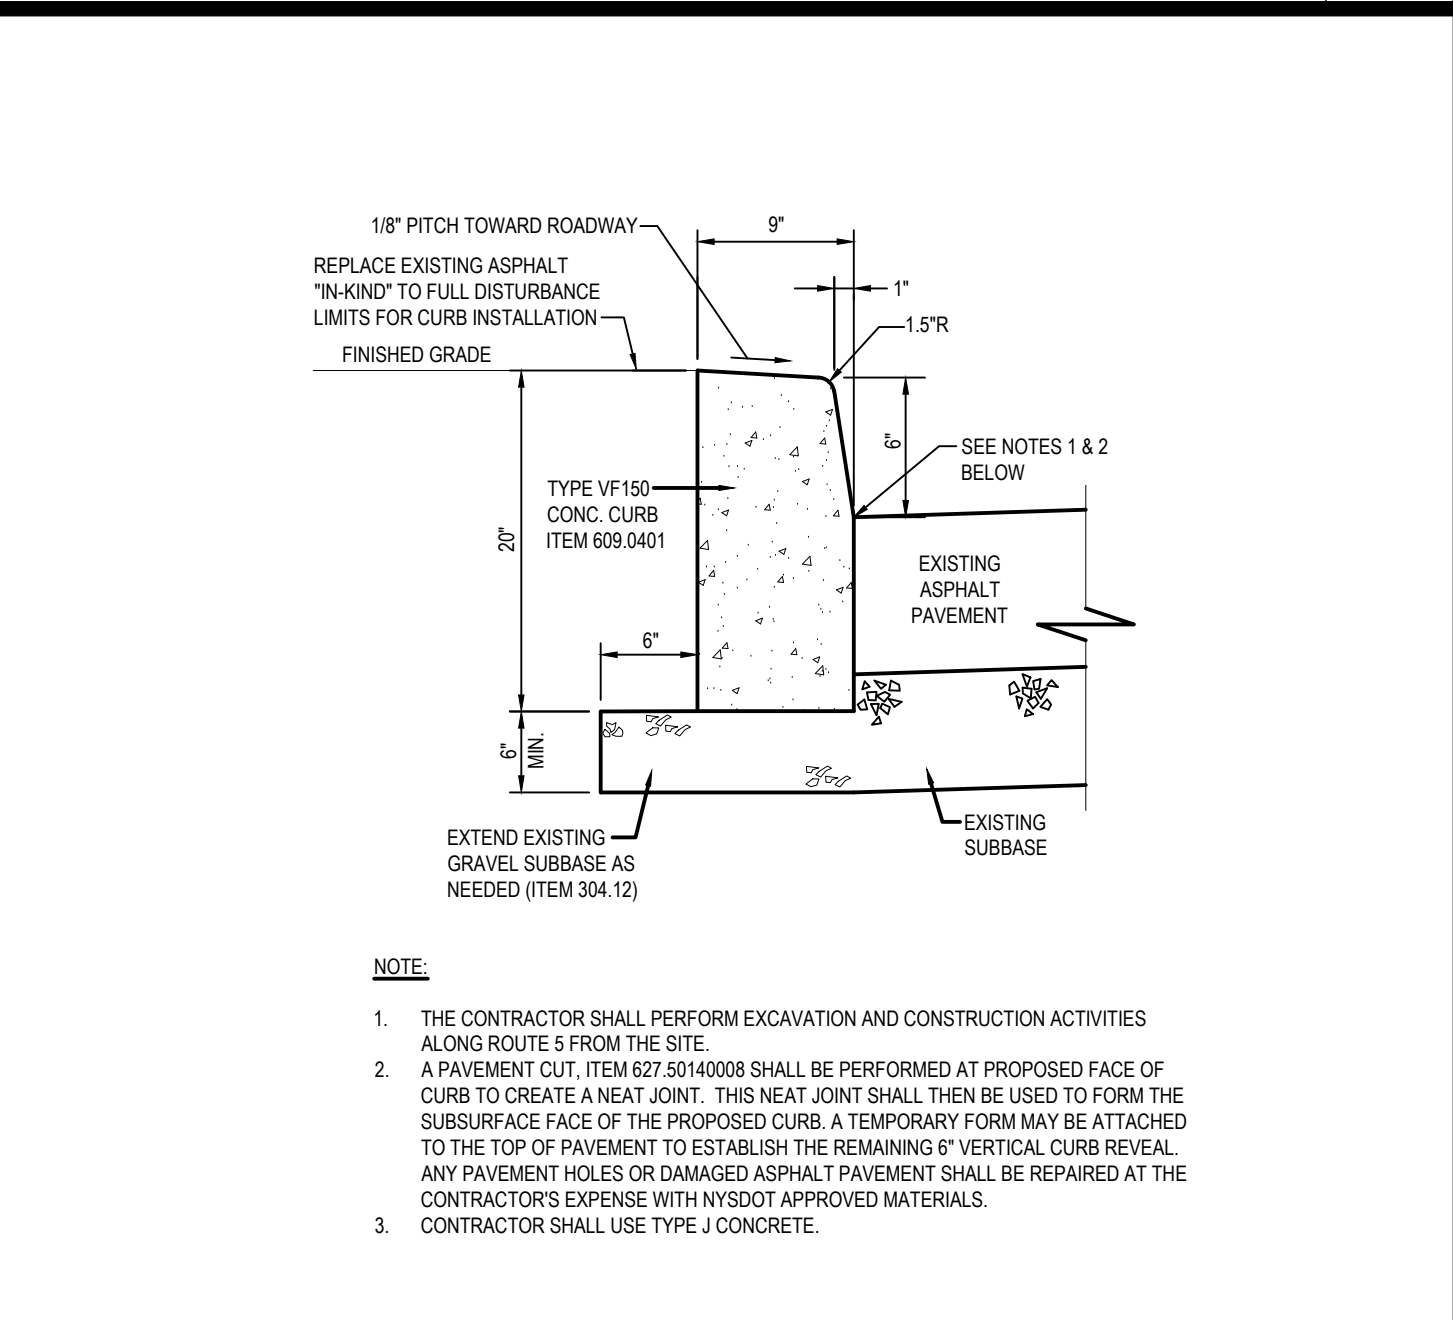 1/8" PITCH TOWARD ROADWAY
9"
REPLACE EXISTING ASPHALT
"IN-KIND" TO FULL DISTURBANCE
LIMITS FOR CURB INSTALLATION
1"
1.5"R
FINISHED GRADE
6"
SEE NOTES 1 & 2
BELOW
TYPE VF150
CONC. CURB
ITEM 609.0401
20"
EXISTING
ASPHALT
PAVEMENT
6"
6"
MIN.
EXTEND EXISTING
GRAVEL SUBBASE AS
NEEDED (ITEM 304.12)
EXISTING
SUBBASE
NOTE:
1. THE CONTRACTOR SHALL PERFORM EXCAVATION AND CONSTRUCTION ACTIVITIES
ALONG ROUTE 5 FROM THE SITE.
2. A PAVEMENT CUT, ITEM 627.50140008 SHALL BE PERFORMED AT PROPOSED FACE OF
CURB TO CREATE A NEAT JOINT. THIS NEAT JOINT SHALL THEN BE USED TO FORM THE
SUBSURFACE FACE OF THE PROPOSED CURB. A TEMPORARY FORM MAY BE ATTACHED
TO THE TOP OF PAVEMENT TO ESTABLISH THE REMAINING 6" VERTICAL CURB REVEAL.
ANY PAVEMENT HOLES OR DAMAGED ASPHALT PAVEMENT SHALL BE REPAIRED AT THE
CONTRACTOR'S EXPENSE WITH NYSDOT APPROVED MATERIALS.
3. CONTRACTOR SHALL USE TYPE J CONCRETE.